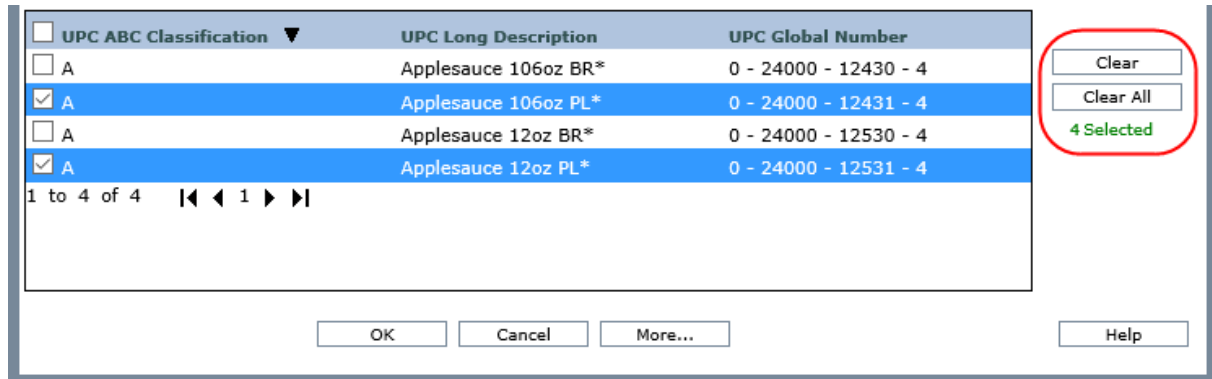 UPC ABC Classification ▼ UPC Long Description UPC Global Number
A Applesauce 106oz BR* 0 - 24000 - 12430 - 4
Clear
A Applesauce 106oz PL* 0 - 24000 - 12431 - 4
Clear All
A Applesauce 12oz BR* 0 - 24000 - 12530 - 4
4 Selected
A Applesauce 12oz PL* 0 - 24000 - 12531 - 4
1 to 4 of 4 1
OK Cancel More... Help